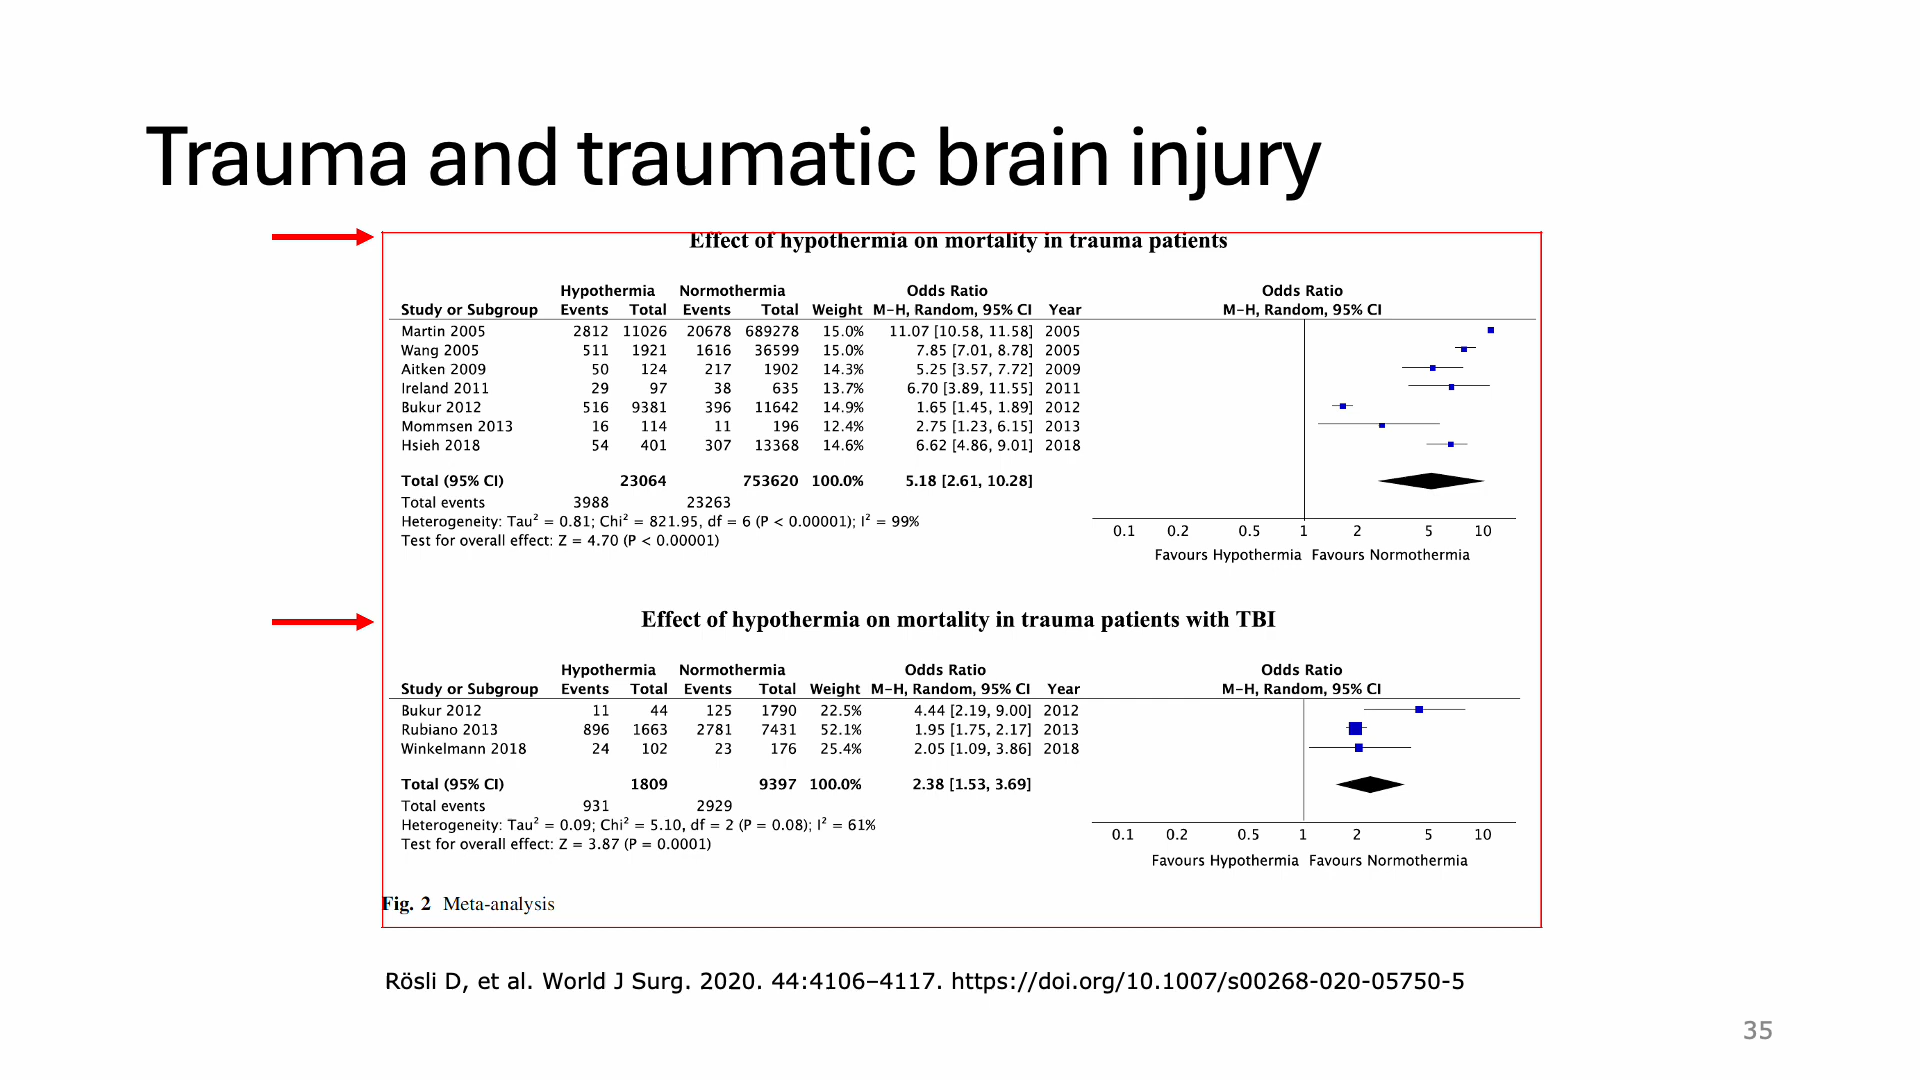 Trauma and traumatic brain injury
Effect of hypothermia on mortality in trauma patients
Hypothermia Normothermia Odds Ratio Odds Ratio
Study or Subgroup Events Total Events Total Weight M-H, Random, 95% CI Year M-H, Random, 95% CI
Martin 2005 2812 11026 20678 689278 15.0% 11.07 [10.58, 11.58] 2005
Wang 2005 511 1921 1616 36599 15.0% 7.85 [7.01, 8.78] 2005
Aitken 2009 50 124 217 1902 14.3% 5.25 [3.57, 7.72] 2009
Ireland 2011 29 97 38 635 13.7% 6.70 [3.89, 11.55] 2011
Bukur 2012 516 9381 396 11642 14.9% 1.65 [1.45, 1.89] 2012
Mommsen 2013 16 114 11 196 12.4% 2.75 [1.23, 6.15] 2013
Hsieh 2018 54 401 307 13368 14.6% 6.62 [4.86, 9.01] 2018
Total (95% CI) 23064 753620 100.0% 5.18 [2.61, 10.28]
Total events 3988 23263
Heterogeneity: Tau² = 0.81; Chi² = 821.95, df = 6 (P < 0.00001); I² = 99%
Test for overall effect: Z = 4.70 (P < 0.00001)
0.1 0.2 0.5 1 2 5 10
Favours Hypothermia Favours Normothermia
Effect of hypothermia on mortality in trauma patients with TBI
Hypothermia Normothermia Odds Ratio Odds Ratio
Study or Subgroup Events Total Events Total Weight M-H, Random, 95% CI Year M-H, Random, 95% CI
Bukur 2012 11 44 125 1790 22.5% 4.44 [2.19, 9.00] 2012
Rubiano 2013 896 1663 2781 7431 52.1% 1.95 [1.75, 2.17] 2013
Winkelmann 2018 24 102 23 176 25.4% 2.05 [1.09, 3.86] 2018
Total (95% CI) 1809 9397 100.0% 2.38 [1.53, 3.69]
Total events 931 2929
Heterogeneity: Tau² = 0.09; Chi² = 5.10, df = 2 (P = 0.08); I² = 61%
Test for overall effect: Z = 3.87 (P = 0.0001)
0.1 0.2 0.5 1 2 5 10
Favours Hypothermia Favours Normothermia
Fig. 2 Meta-analysis
Rösli D, et al. World J Surg. 2020. 44:4106–4117. https://doi.org/10.1007/s00268-020-05750-5
35